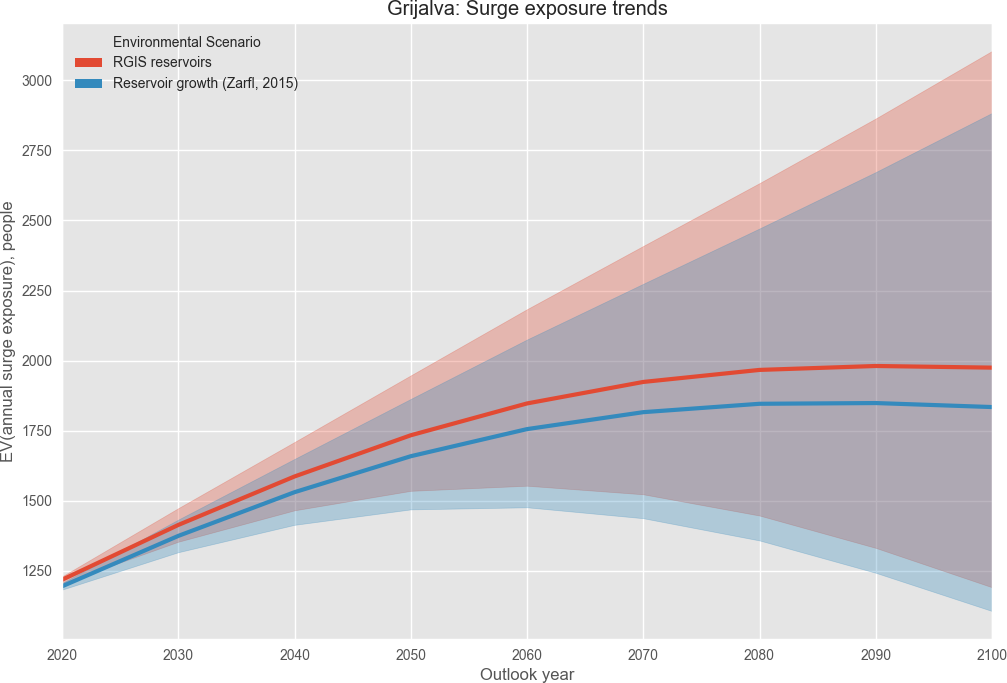 Grijalva: Surge exposure trends
Environmental Scenario
RGIS reservoirs
Reservoir growth (Zarfl, 2015)
EV(annual surge exposure), people
3000
2750
2500
2250
2000
1750
1500
1250
2020 2030 2040 2050 2060 2070 2080 2090 2100
Outlook year